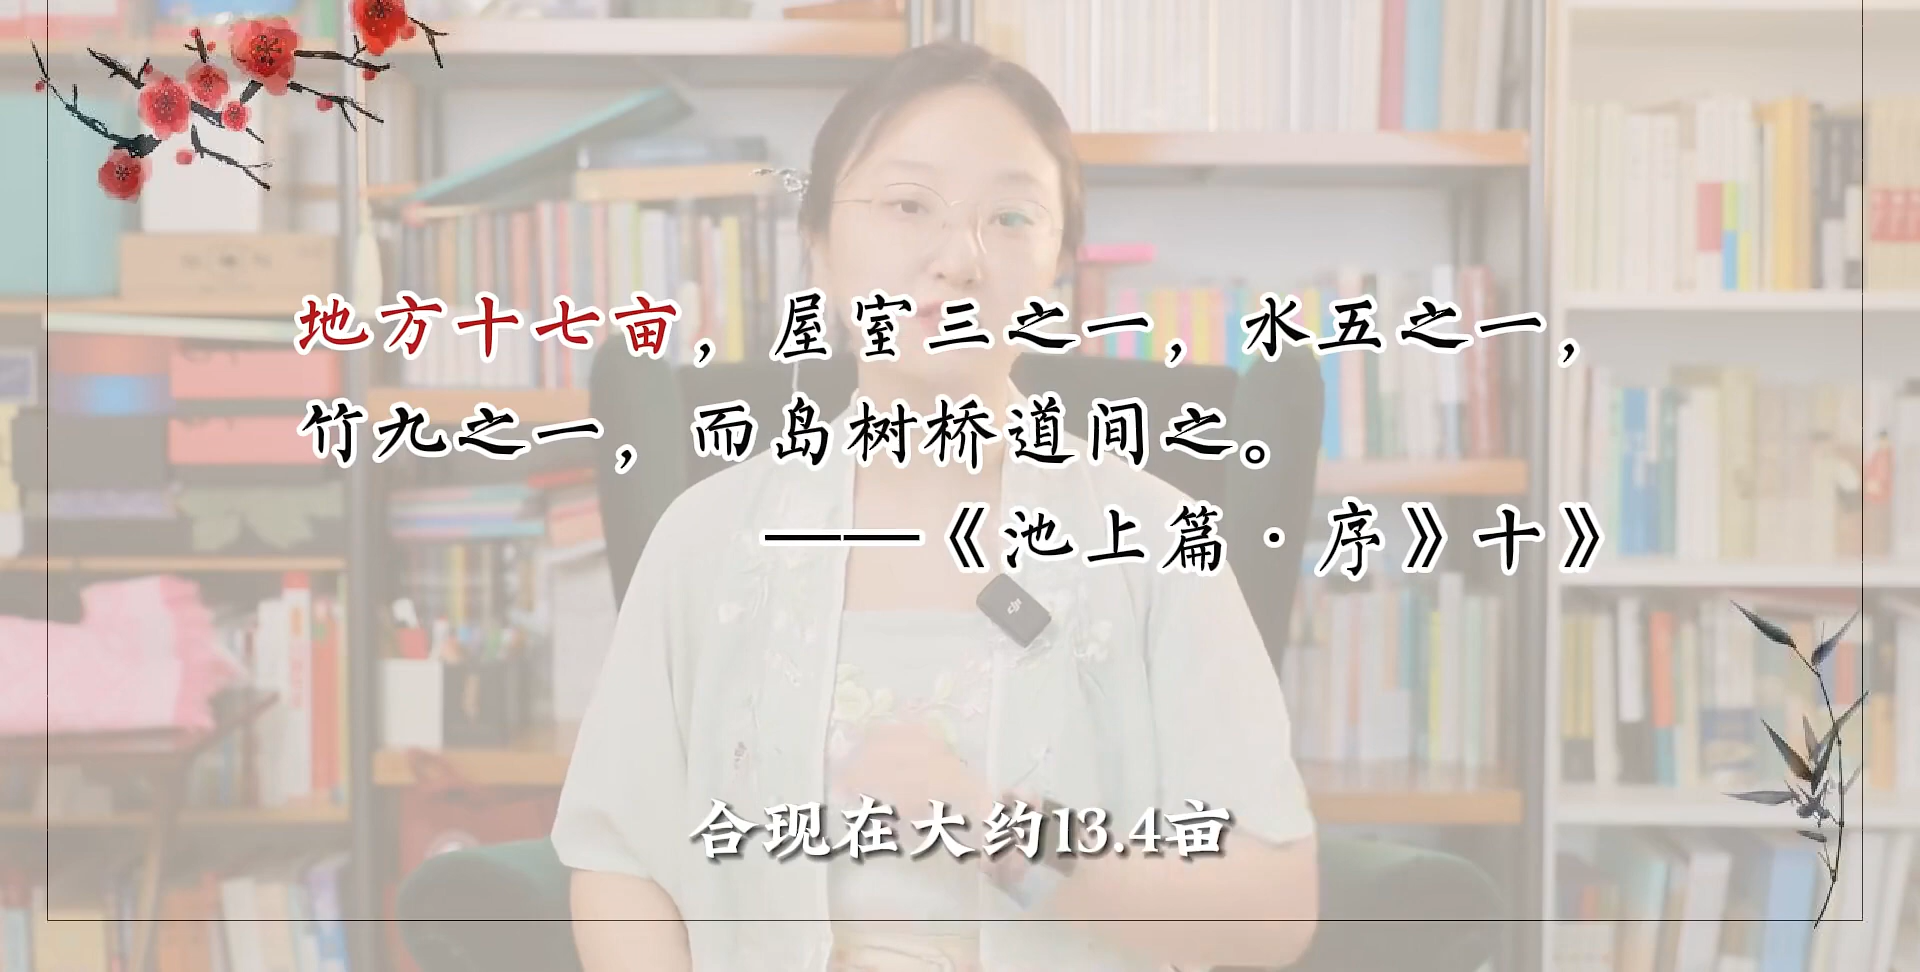 地方十七亩，屋室三之一，水五之一，
竹九之一，而岛树桥道间之。
——《池上篇·序》十》
合现在大约13.4亩